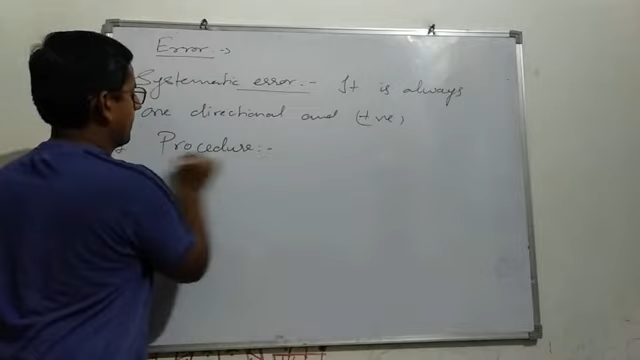 Error :→
Systematic error :- It is always
one directional and (±ve)
Procedure :-